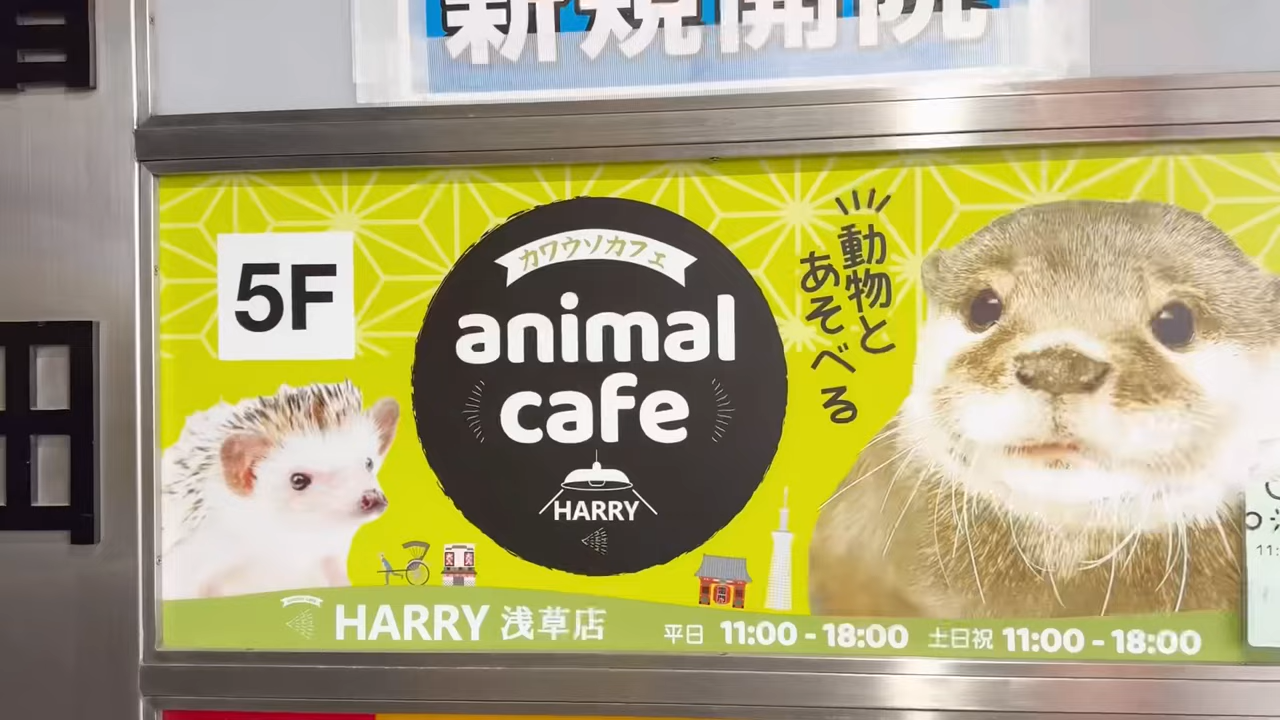 新規開院
5F
カワウソカフェ
animal
cafe
HARRY
動物と
あそべる
HARRY 浅草店
平日 11:00 - 18:00 土日祝 11:00 - 18:00